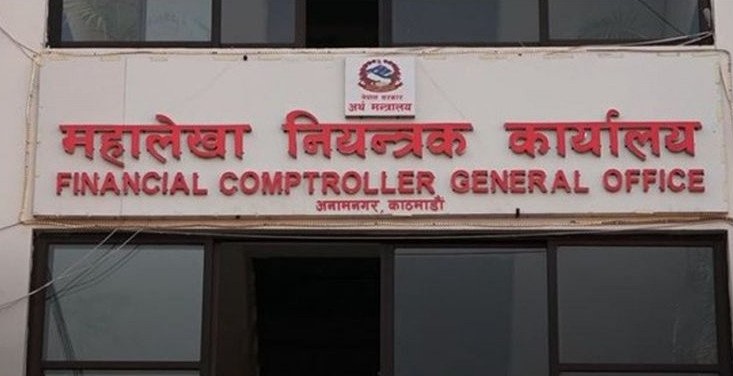 नेपाल सरकार
अर्थ मन्त्रालय
महालेखा नियन्त्रक कार्यालय
FINANCIAL COMPTROLLER GENERAL OFFICE
अनामनगर, काठमाडौं